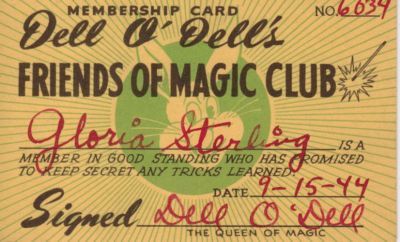 MEMBERSHIP CARD NO. 6034
Dell O' Dell's
FRIENDS OF MAGIC CLUB
Gloria Sterling IS A
MEMBER IN GOOD STANDING WHO HAS PROMISED
TO KEEP SECRET ANY TRICKS LEARNED.
DATE 9-15-44
Signed Dell O'Dell
THE QUEEN OF MAGIC